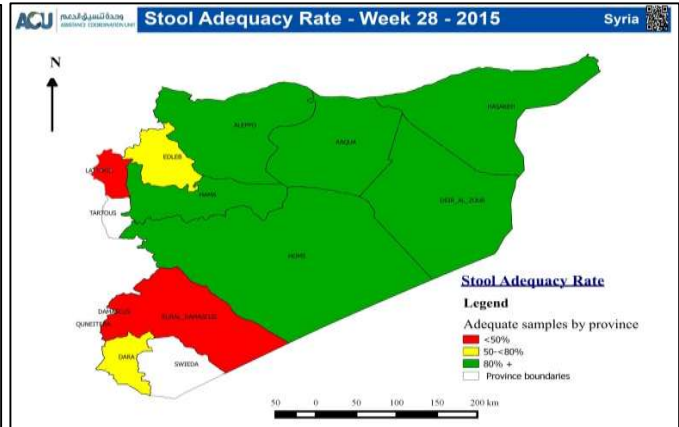 ACU وحدة تنسيق الدعم
ASSISTANCE COORDINATION UNIT
Stool Adequacy Rate - Week 28 - 2015
Syria
N
HASAKEH
ALEPPO
RAQQA
EDLEB
LATTAKIA
HAMA
DEIR_AL_ZOUR
TARTOUS
HOMS
DAMASCUS
RURAL_DAMASCUS
QUNEITERA
DARA
SWIEDA
Stool Adequacy Rate
Legend
Adequate samples by province
<50%
50-<80%
80% +
Province boundaries
50 0 50 100 150 200 km